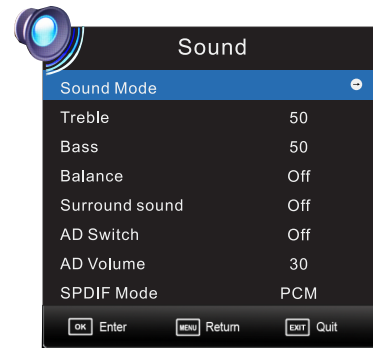 Sound
Sound Mode
Treble 50
Bass 50
Balance Off
Surround sound Off
AD Switch Off
AD Volume 30
SPDIF Mode PCM
OK Enter MENU Return EXIT Quit